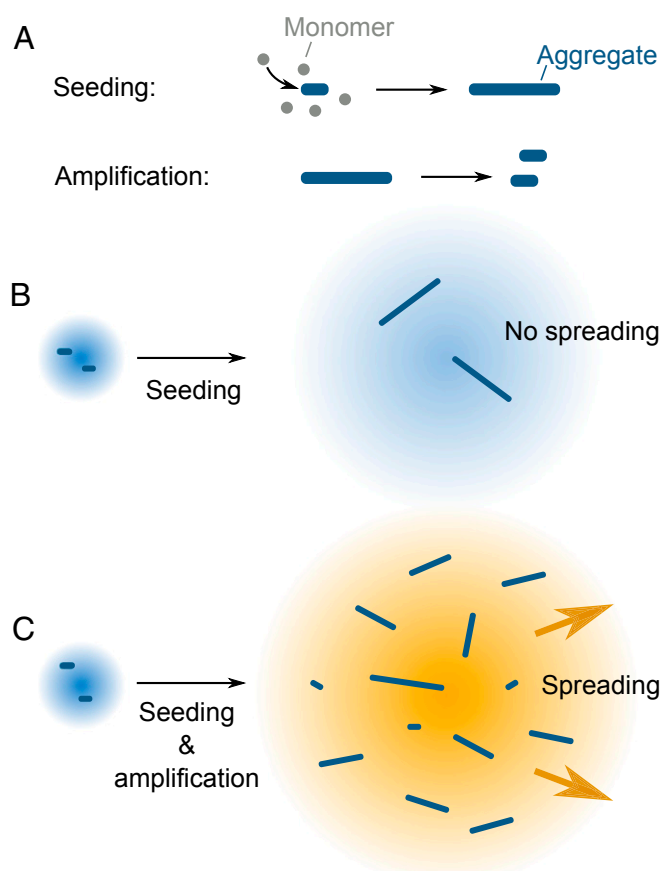 A
Monomer
Aggregate
Seeding:
Amplification:
B
No spreading
Seeding
C
Spreading
Seeding
&
amplification